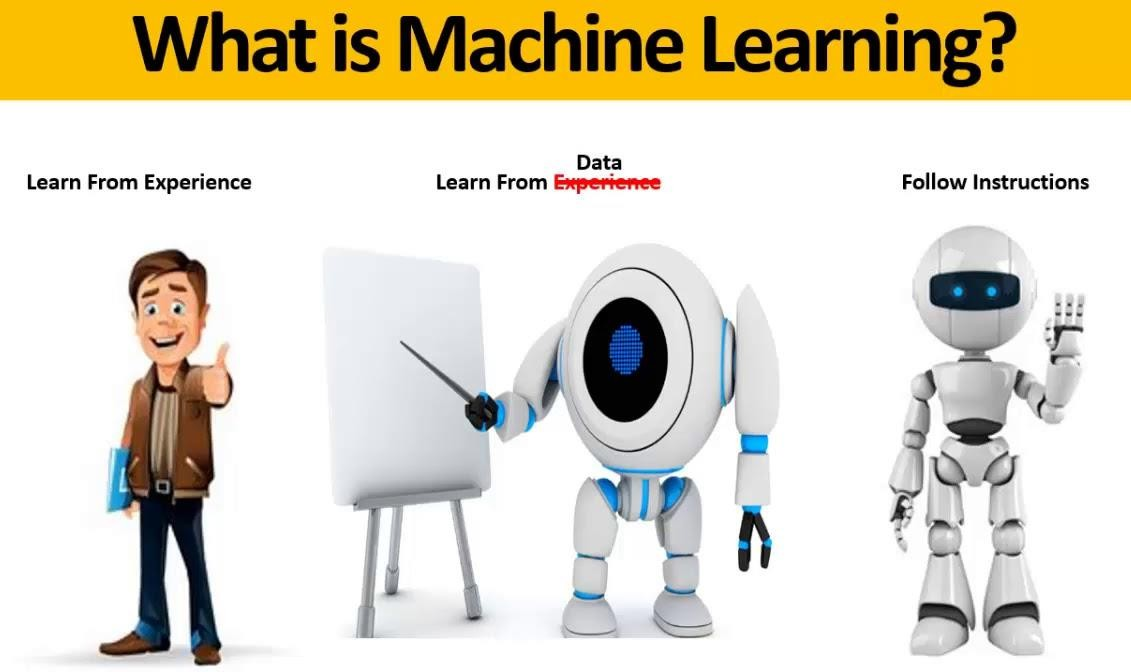 What is Machine Learning?
Learn From Experience
Data
Learn From Experience
Follow Instructions